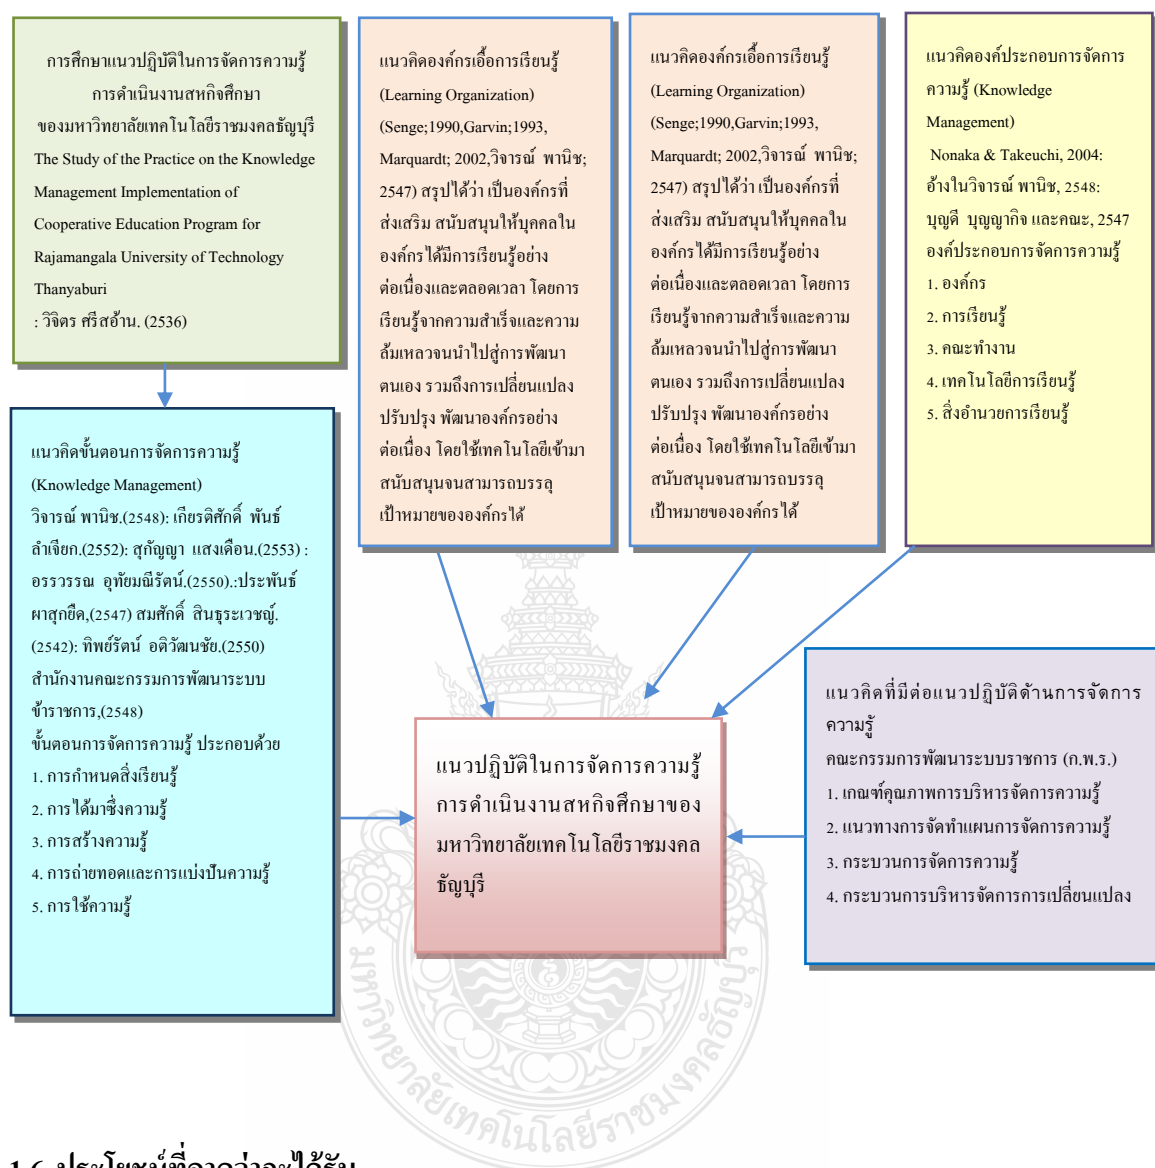 การศึกษาแนวปฏิบัติในการจัดการความรู้
การดำเนินงานสหกิจศึกษา
ของมหาวิทยาลัยเทคโนโลยีราชมงคลธัญบุรี
The Study of the Practice on the Knowledge
Management Implementation of
Cooperative Education Program for
Rajamangala University of Technology
Thanyaburi
: วิจิตร ศรีสอ้าน. (2536)
แนวคิดองค์กรเอื้อการเรียนรู้
(Learning Organization)
(Senge;1990,Garvin;1993,
Marquardt; 2002,วิจารณ์ พานิช;
2547) สรุปได้ว่า เป็นองค์กรที่
ส่งเสริม สนับสนุนให้บุคคลใน
องค์กรได้มีการเรียนรู้อย่าง
ต่อเนื่องและตลอดเวลา โดยการ
เรียนรู้จากความสำเร็จและความ
ล้มเหลวจนนำไปสู่การพัฒนา
ตนเอง รวมถึงการเปลี่ยนแปลง
ปรับปรุง พัฒนาองค์กรอย่าง
ต่อเนื่อง โดยใช้เทคโนโลยีเข้ามา
สนับสนุนจนสามารถบรรลุ
เป้าหมายขององค์กรได้
แนวคิดองค์กรเอื้อการเรียนรู้
(Learning Organization)
(Senge;1990,Garvin;1993,
Marquardt; 2002,วิจารณ์ พานิช;
2547) สรุปได้ว่า เป็นองค์กรที่
ส่งเสริม สนับสนุนให้บุคคลใน
องค์กรได้มีการเรียนรู้อย่าง
ต่อเนื่องและตลอดเวลา โดยการ
เรียนรู้จากความสำเร็จและความ
ล้มเหลวจนนำไปสู่การพัฒนา
ตนเอง รวมถึงการเปลี่ยนแปลง
ปรับปรุง พัฒนาองค์กรอย่าง
ต่อเนื่อง โดยใช้เทคโนโลยีเข้ามา
สนับสนุนจนสามารถบรรลุ
เป้าหมายขององค์กรได้
แนวคิดองค์ประกอบการจัดการ
ความรู้ (Knowledge
Management)
Nonaka & Takeuchi, 2004:
อ้างในวิจารณ์ พานิช, 2548:
บุญดี บุญญากิจ และคณะ, 2547
องค์ประกอบการจัดการความรู้
1. องค์กร
2. การเรียนรู้
3. คณะทำงาน
4. เทคโนโลยีการเรียนรู้
5. สิ่งอำนวยการเรียนรู้
แนวคิดขั้นตอนการจัดการความรู้
(Knowledge Management)
วิจารณ์ พานิช.(2548): เกียรติศักดิ์ พันธ์
ลำเจียก.(2552): สุกัญญา แสงเดือน.(2553) :
อรวรรณ อุทัยมณีรัตน์.(2550).:ประพันธ์
ผาสุกยืด,(2547) สมศักดิ์ สินธุระเวชญ์.
(2542): ทิพย์รัตน์ อติวัฒนชัย.(2550)
สำนักงานคณะกรรมการพัฒนาระบบ
ข้าราชการ,(2548)
ขั้นตอนการจัดการความรู้ ประกอบด้วย
1. การกำหนดสิ่งเรียนรู้
2. การได้มาซึ่งความรู้
3. การสร้างความรู้
4. การถ่ายทอดและการแบ่งปันความรู้
5. การใช้ความรู้
แนวปฏิบัติในการจัดการความรู้
การดำเนินงานสหกิจศึกษาของ
มหาวิทยาลัยเทคโนโลยีราชมงคล
ธัญบุรี
แนวคิดที่มีต่อแนวปฏิบัติด้านการจัดการ
ความรู้
คณะกรรมการพัฒนาระบบราชการ (ก.พ.ร.)
1. เกณฑ์คุณภาพการบริหารจัดการความรู้
2. แนวทางการจัดทำแผนการจัดการความรู้
3. กระบวนการจัดการความรู้
4. กระบวนการบริหารจัดการการเปลี่ยนแปลง
มหาวิทยาลัยเทคโนโลยีราชมงคลธัญบุรี
1.6 ประโยชน์ที่คาดว่าจะได้รับ